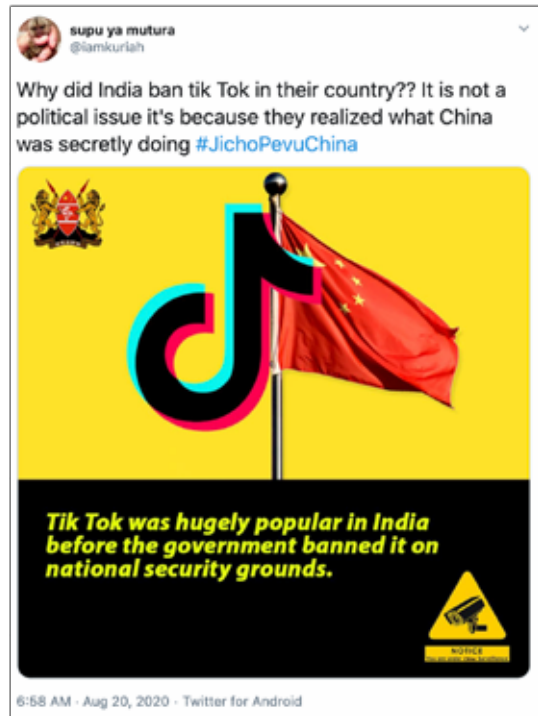 supu ya mutura
@iamkuriah
Why did India ban tik Tok in their country?? It is not a
political issue it's because they realized what China
was secretly doing #JichoPevuChina
Tik Tok was hugely popular in India
before the government banned it on
national security grounds.
NOTICE
6:58 AM · Aug 20, 2020 · Twitter for Android